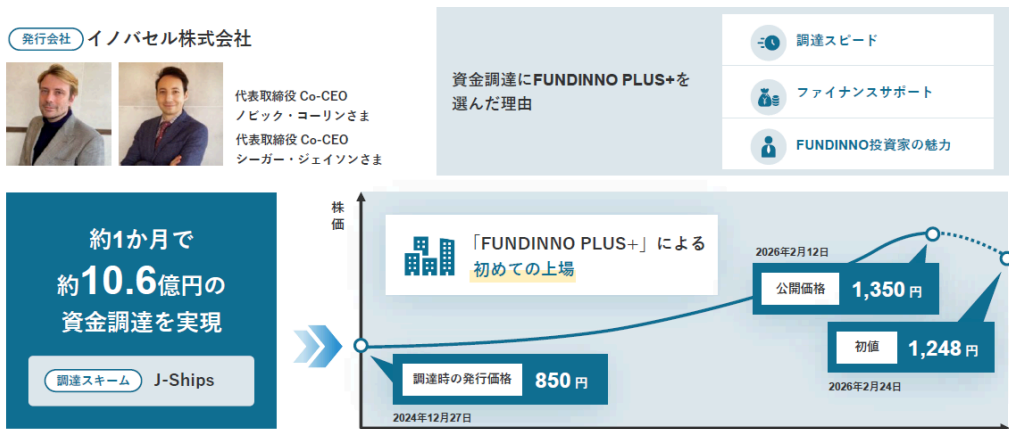 発行会社 イノバセル株式会社
代表取締役 Co-CEO
ノビック・コーリンさま
代表取締役 Co-CEO
シーガー・ジェイソンさま
資金調達にFUNDINNO PLUS+を
選んだ理由
調達スピード
ファイナンスサポート
FUNDINNO投資家の魅力
約1か月で
約10.6億円の
資金調達を実現
調達スキーム J-Ships
株価
「FUNDINNO PLUS+」による
初めての上場
2026年2月12日
公開価格 1,350 円
初値 1,248 円
2026年2月24日
調達時の発行価格 850 円
2024年12月27日